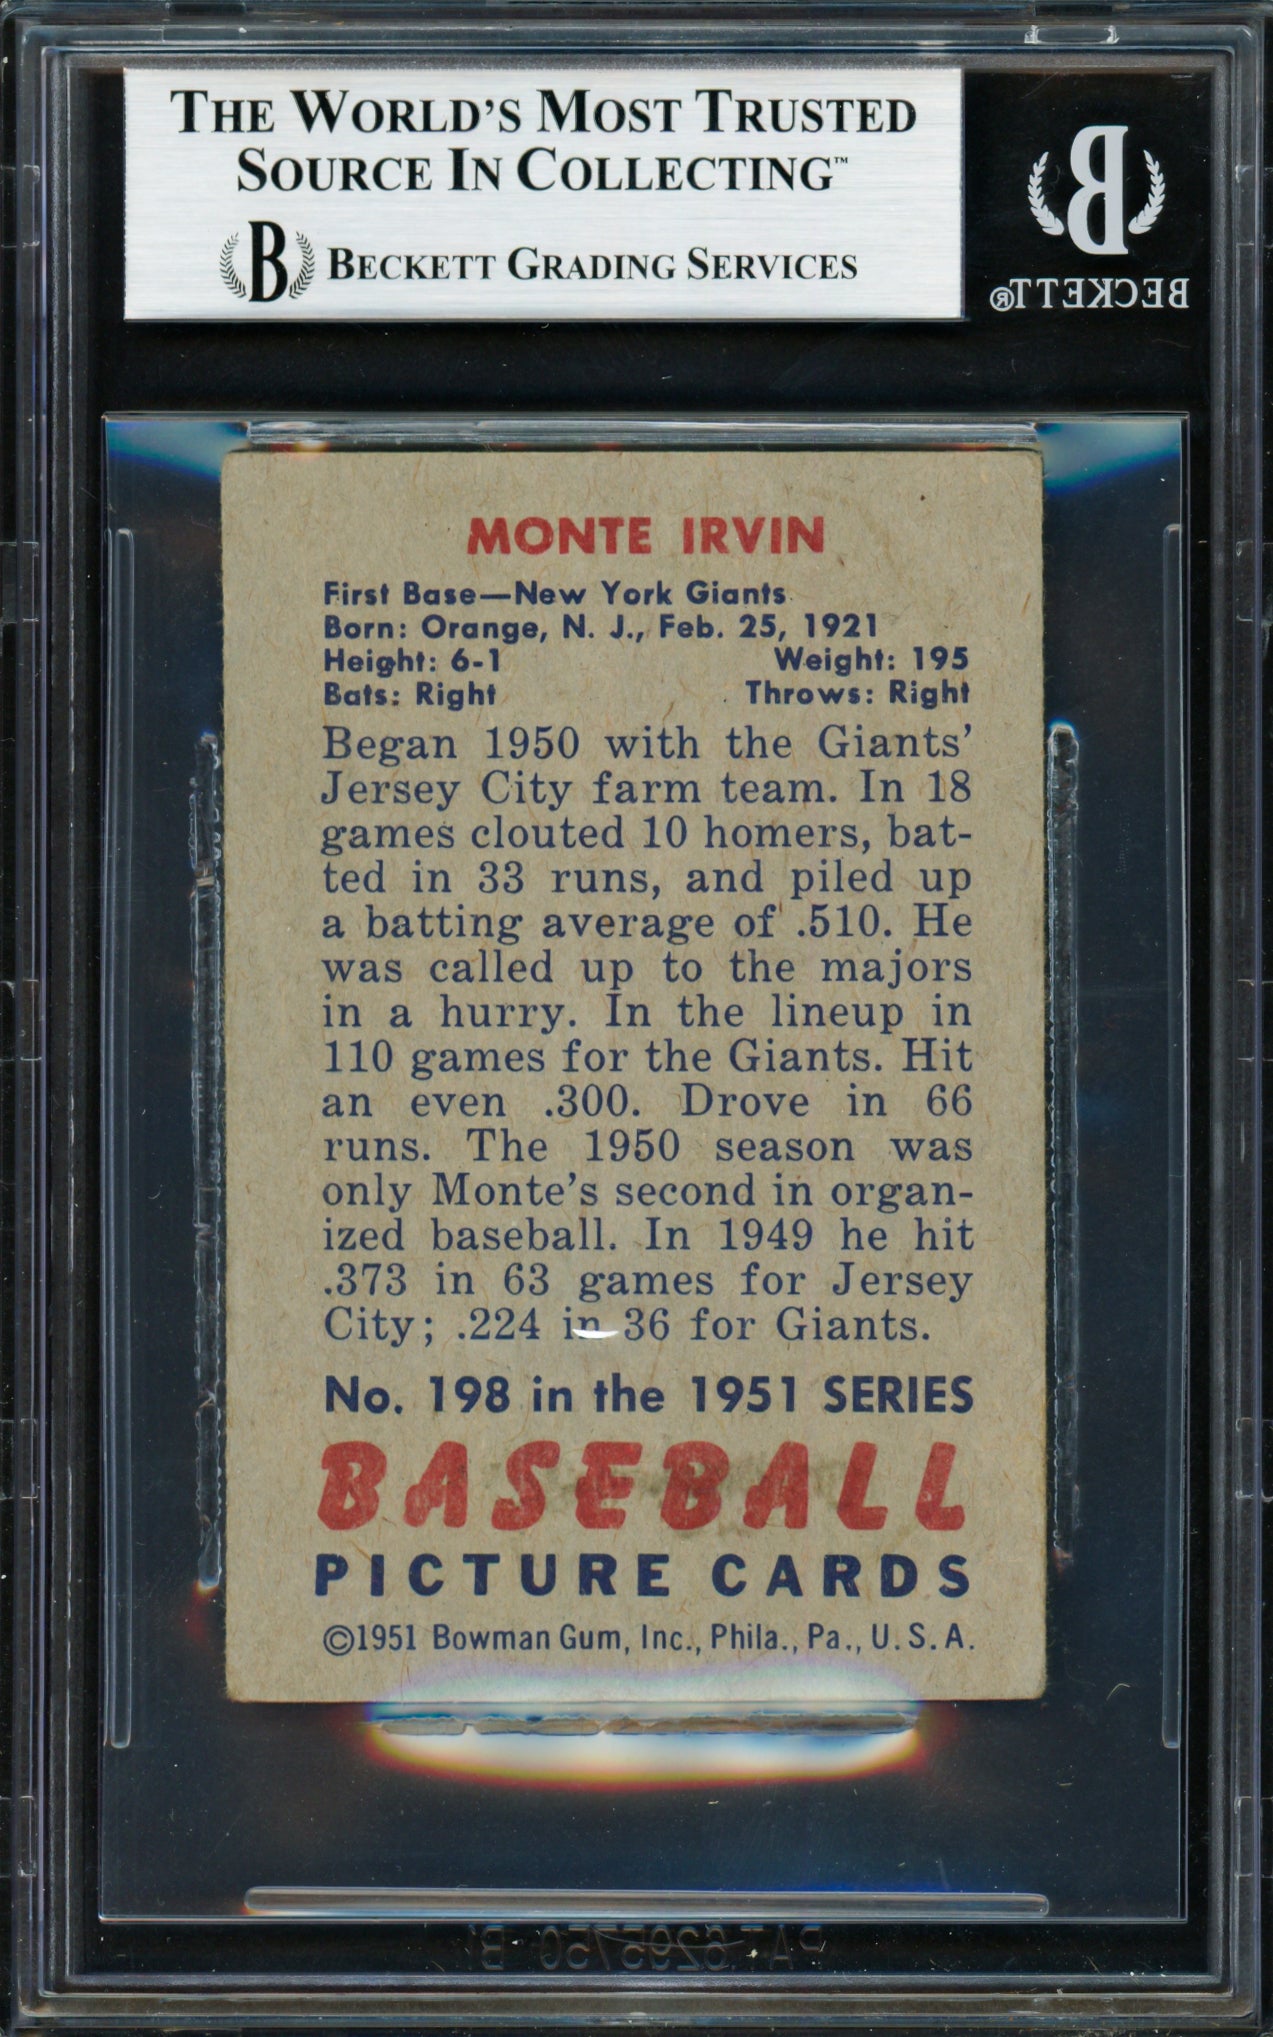 THE WORLD'S MOST TRUSTED
SOURCE IN COLLECTING™
B BECKETT GRADING SERVICES
B
BECKETT®
MONTE IRVIN
First Base—New York Giants
Born: Orange, N. J., Feb. 25, 1921
Height: 6-1 Weight: 195
Bats: Right Throws: Right
Began 1950 with the Giants'
Jersey City farm team. In 18
games clouted 10 homers, bat-
ted in 33 runs, and piled up
a batting average of .510. He
was called up to the majors
in a hurry. In the lineup in
110 games for the Giants. Hit
an even .300. Drove in 66
runs. The 1950 season was
only Monte's second in organ-
ized baseball. In 1949 he hit
.373 in 63 games for Jersey
City; .224 in 36 for Giants.
No. 198 in the 1951 SERIES
BASEBALL
PICTURE CARDS
©1951 Bowman Gum, Inc., Phila., Pa., U.S.A.
PAT.6295750 B1